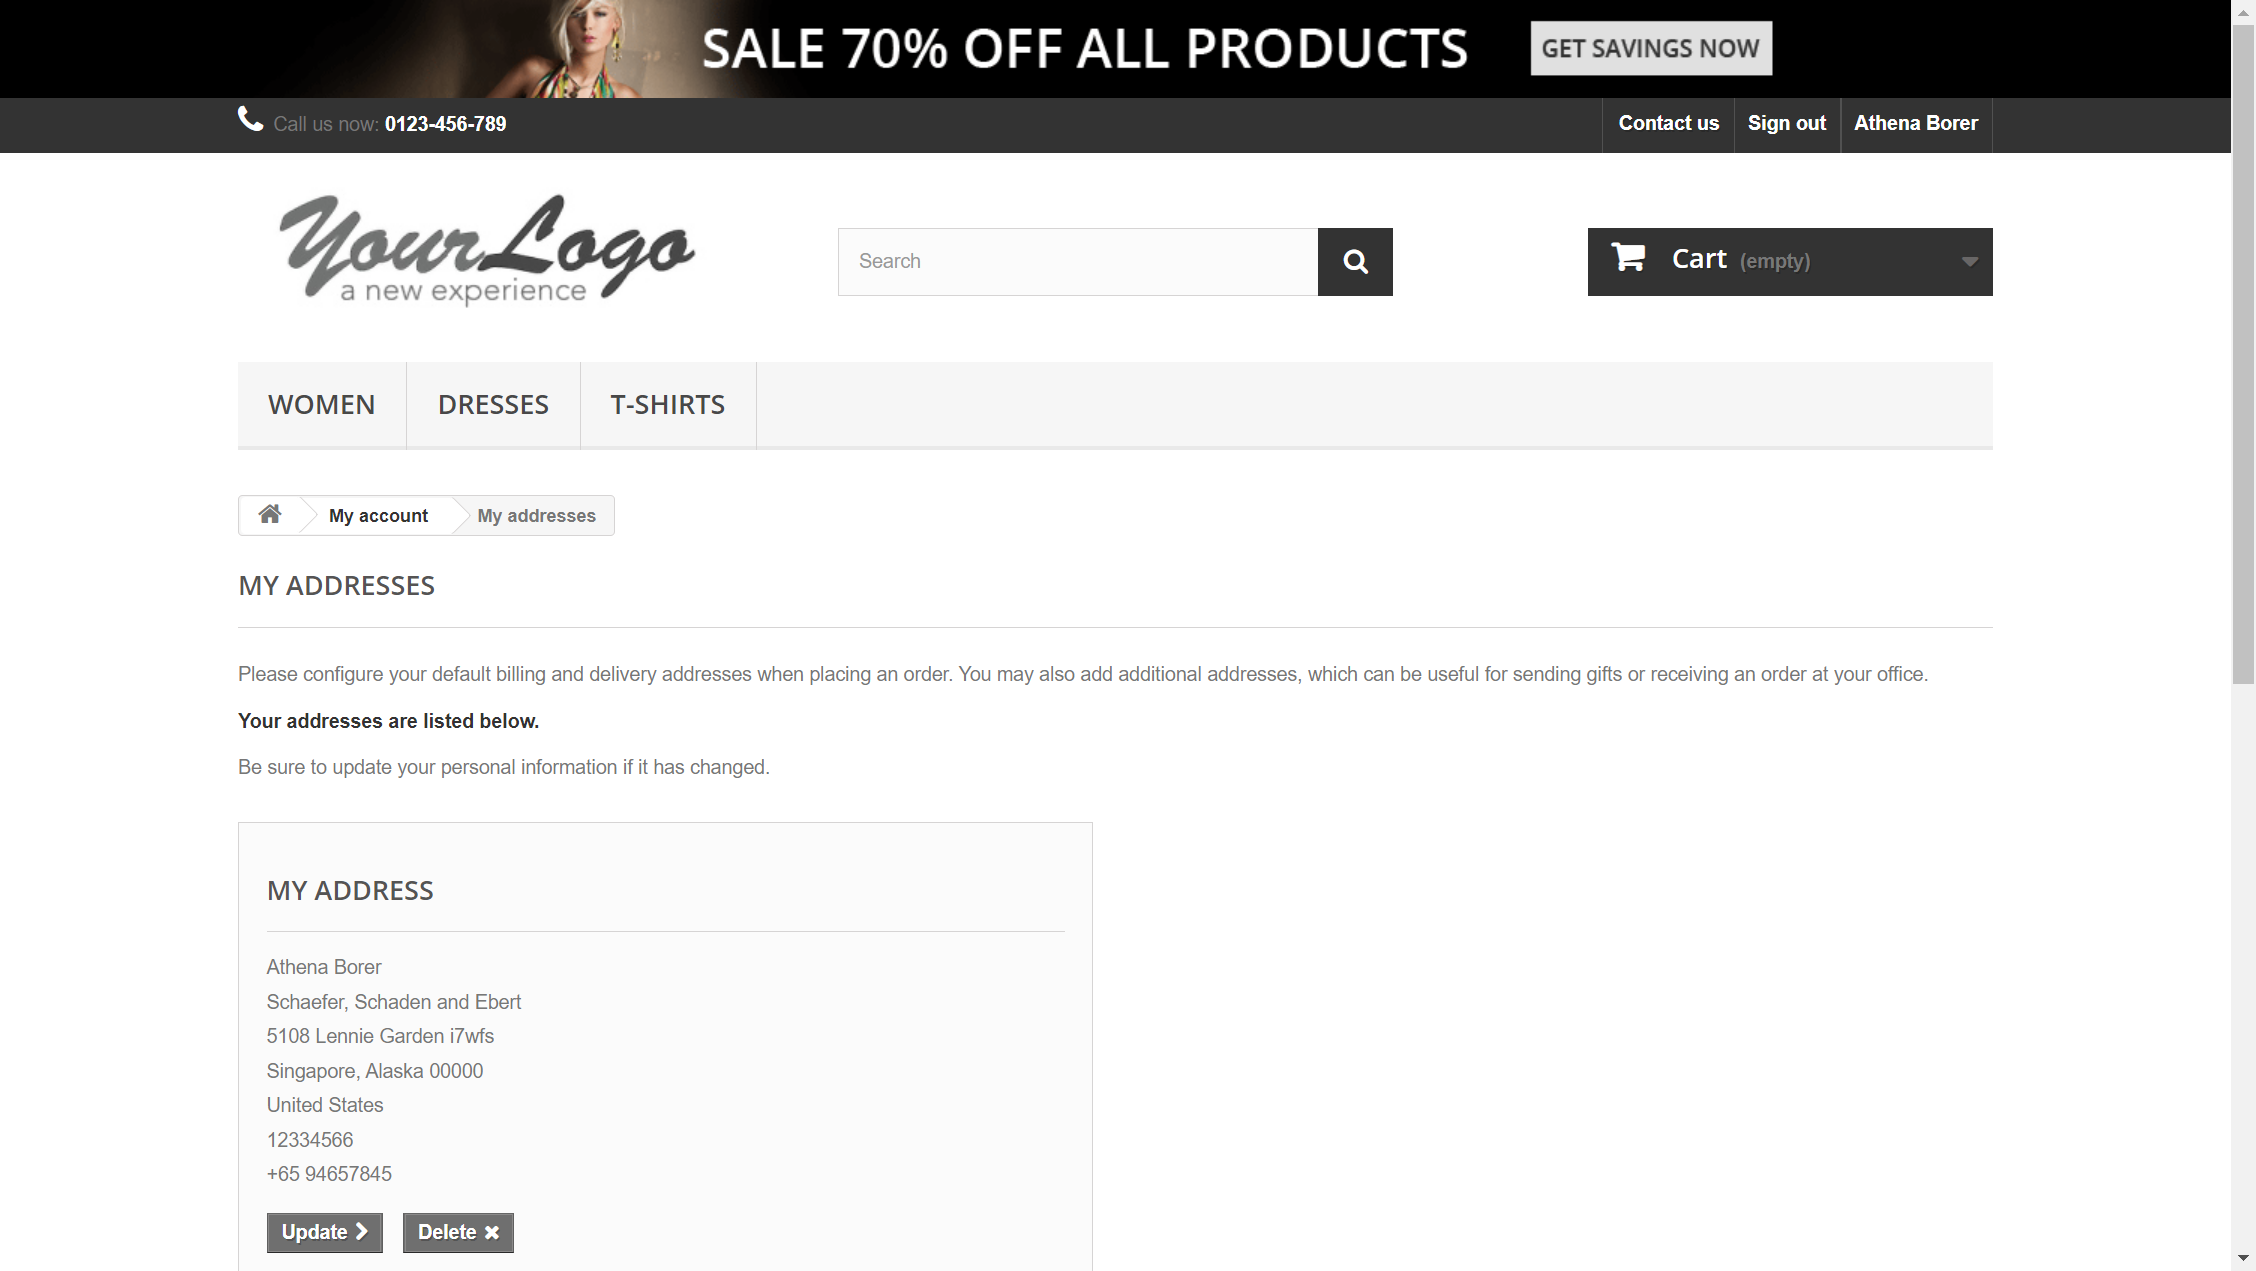 SALE 70% OFF ALL PRODUCTS
GET SAVINGS NOW
Call us now: 0123-456-789
Contact us
Sign out
Athena Borer
YourLogo
a new experience
Search
Cart (empty)
WOMEN
DRESSES
T-SHIRTS
My account
My addresses
MY ADDRESSES
Please configure your default billing and delivery addresses when placing an order. You may also add additional addresses, which can be useful for sending gifts or receiving an order at your office.
Your addresses are listed below.
Be sure to update your personal information if it has changed.
MY ADDRESS
Athena Borer
Schaefer, Schaden and Ebert
5108 Lennie Garden i7wfs
Singapore, Alaska 00000
United States
12334566
+65 94657845
Update
Delete